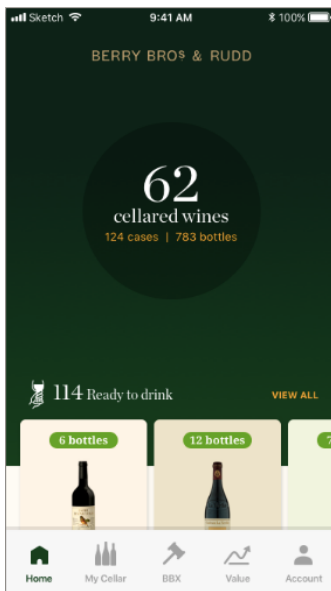 Sketch 9:41 AM 100%
BERRY BROS & RUDD
62
cellared wines
124 cases | 783 bottles
114 Ready to drink VIEW ALL
6 bottles 12 bottles 7
Home My Cellar BBX Value Account